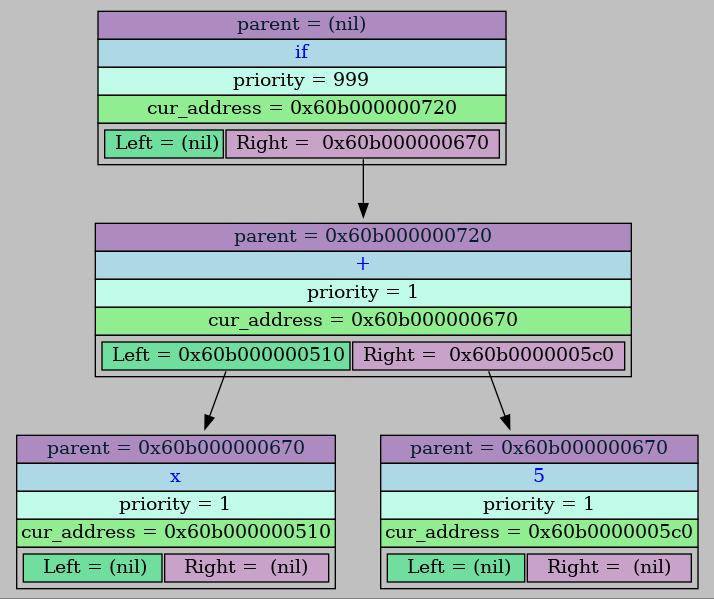 parent = (nil)
if
priority = 999
cur_address = 0x60b000000720
Left = (nil) Right =  0x60b000000670
parent = 0x60b000000720
+
priority = 1
cur_address = 0x60b000000670
Left = 0x60b000000510 Right =  0x60b0000005c0
parent = 0x60b000000670
x
priority = 1
cur_address = 0x60b000000510
Left = (nil) Right =  (nil)
parent = 0x60b000000670
5
priority = 1
cur_address = 0x60b0000005c0
Left = (nil) Right =  (nil)